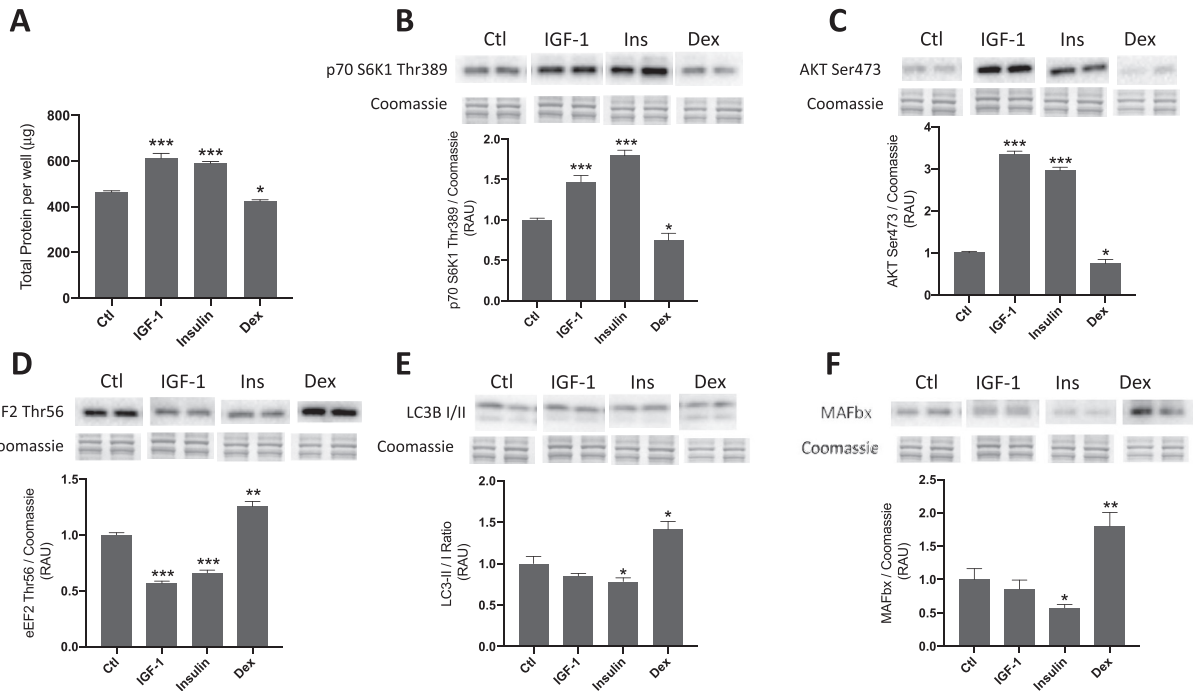 A
Total Protein per well (µg)
800
600
400
200
0
***
***
*
Ctl
IGF-1
Insulin
Dex
B
Ctl
IGF-1
Ins
Dex
p70 S6K1 Thr389
Coomassie
p70 S6K1 Thr389 / Coomassie
(RAU)
2.0
1.5
1.0
0.5
0.0
***
***
*
Ctl
IGF-1
Insulin
Dex
C
Ctl
IGF-1
Ins
Dex
AKT Ser473
Coomassie
AKT Ser473 / Coomassie
(RAU)
4
3
2
1
0
***
***
*
Ctl
IGF-1
Insulin
Dex
D
Ctl
IGF-1
Ins
Dex
F2 Thr56
oomassie
eEF2 Thr56 / Coomassie
(RAU)
1.5
1.0
0.5
0.0
***
***
**
Ctl
IGF-1
Insulin
Dex
E
Ctl
IGF-1
Ins
Dex
LC3B I/II
Coomassie
LC3-II / I Ratio
(RAU)
2.0
1.5
1.0
0.5
0.0
*
*
Ctl
IGF-1
Insulin
Dex
F
Ctl
IGF-1
Ins
Dex
MAFbx
Coomassie
MAFbx / Coomassie
(RAU)
2.5
2.0
1.5
1.0
0.5
0.0
*
**
Ctl
IGF-1
Insulin
Dex